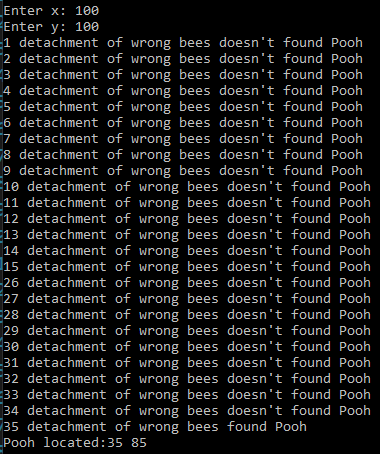 Enter x: 100
Enter y: 100
1 detachment of wrong bees doesn't found Pooh
2 detachment of wrong bees doesn't found Pooh
3 detachment of wrong bees doesn't found Pooh
4 detachment of wrong bees doesn't found Pooh
5 detachment of wrong bees doesn't found Pooh
6 detachment of wrong bees doesn't found Pooh
7 detachment of wrong bees doesn't found Pooh
8 detachment of wrong bees doesn't found Pooh
9 detachment of wrong bees doesn't found Pooh
10 detachment of wrong bees doesn't found Pooh
11 detachment of wrong bees doesn't found Pooh
12 detachment of wrong bees doesn't found Pooh
13 detachment of wrong bees doesn't found Pooh
14 detachment of wrong bees doesn't found Pooh
15 detachment of wrong bees doesn't found Pooh
26 detachment of wrong bees doesn't found Pooh
27 detachment of wrong bees doesn't found Pooh
28 detachment of wrong bees doesn't found Pooh
29 detachment of wrong bees doesn't found Pooh
30 detachment of wrong bees doesn't found Pooh
31 detachment of wrong bees doesn't found Pooh
32 detachment of wrong bees doesn't found Pooh
33 detachment of wrong bees doesn't found Pooh
34 detachment of wrong bees doesn't found Pooh
35 detachment of wrong bees found Pooh
Pooh located:35 85